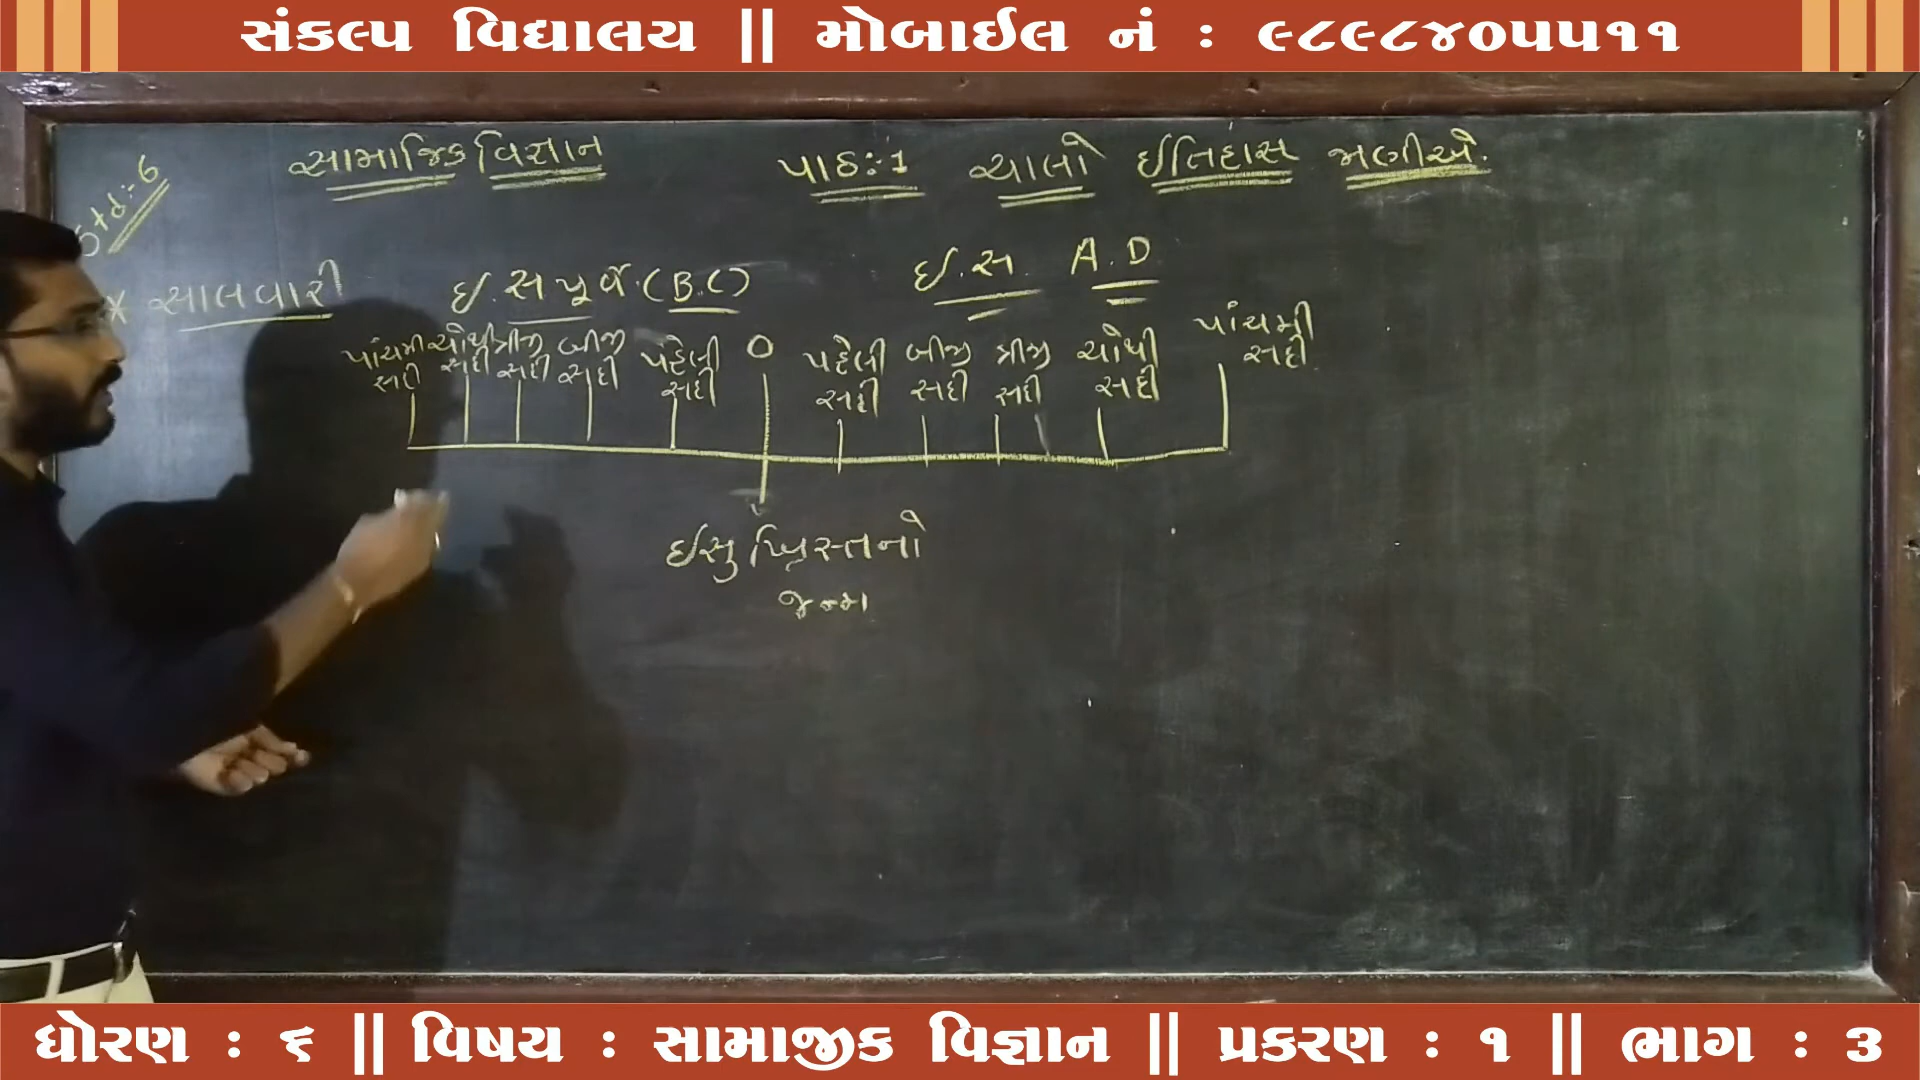 સંકલ્પ વિદ્યાલય || મોબાઈલ નં : ૯૮૯૮૪૦૫૫૧૧
Std:-6
સામાજિક વિજ્ઞાન પાઠ:-1 ચાલો ઈતિહાસ જાણીએ.
* સાલવારી
ઈ.સ પૂર્વે.(B.C) ઈ.સ. A.D
પાંચમી સદી ચોથી સદી ત્રીજી સદી બીજી સદી પહેલી સદી 0 પહેલી સદી બીજી સદી ત્રીજી સદી ચોથી સદી પાંચમી સદી
ઈસુ ખ્રિસ્તનો
જન્મ
ધોરણ : ૬ || વિષય : સામાજીક વિજ્ઞાન || પ્રકરણ : ૧ || ભાગ : 3